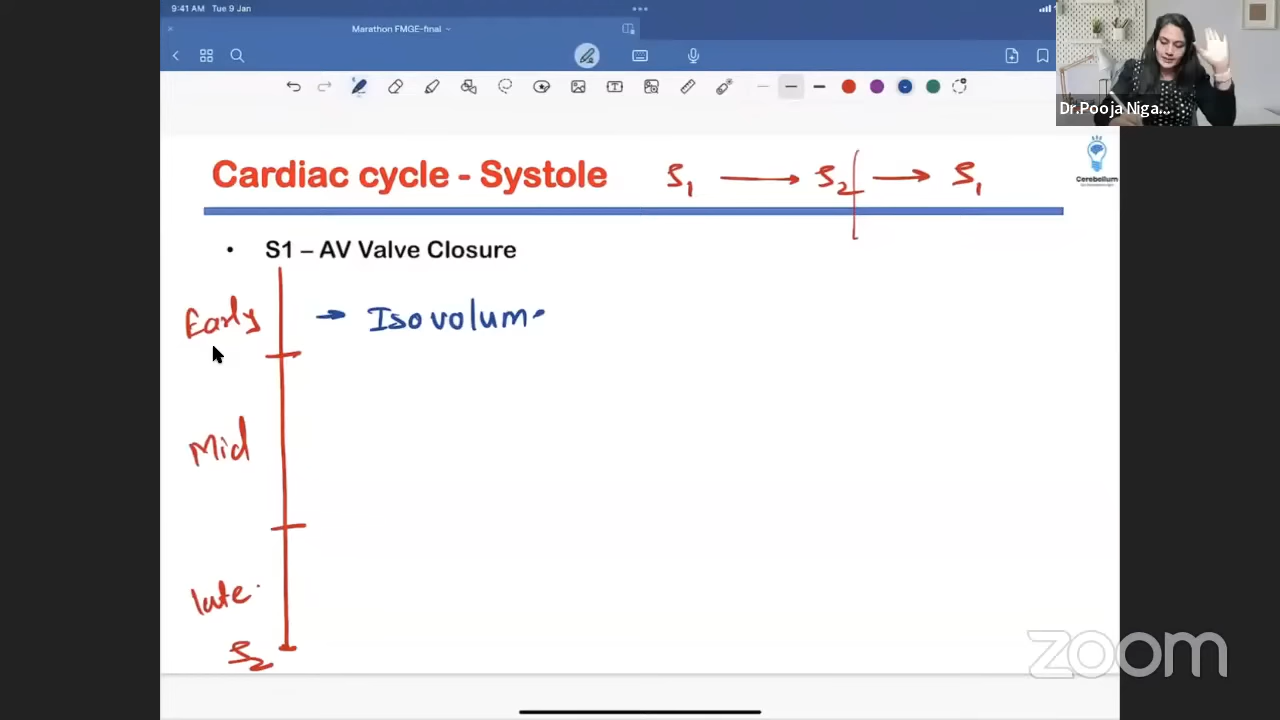 9:41 AM Tue 9 Jan
Marathon FMGE-final
Dr.Pooja Niga...
Cardiac cycle - Systole S1 → S2 → S1
Cerebellum
• S1 – AV Valve Closure
Early → Isovolum
Mid
late
S2
zoom